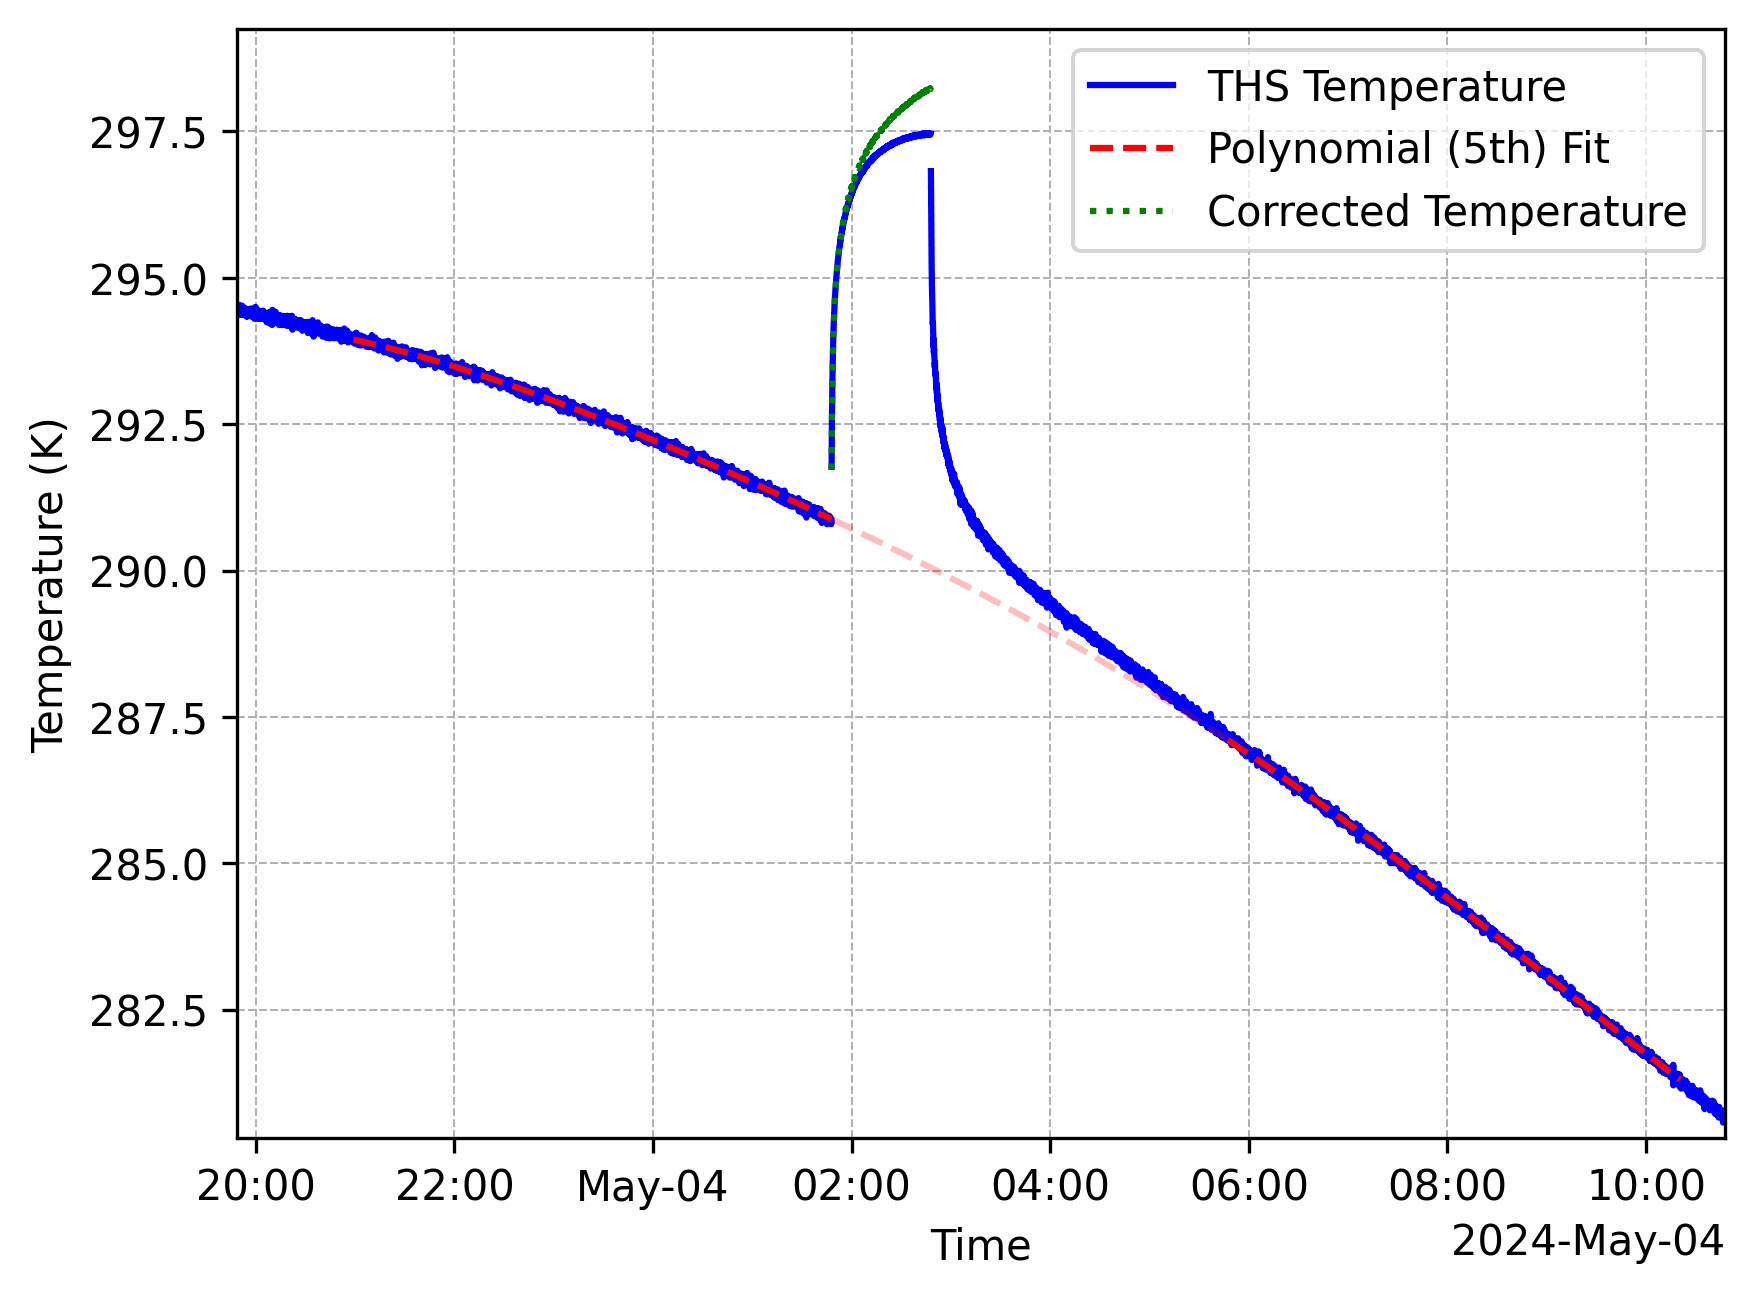 THS Temperature
Polynomial (5th) Fit
Corrected Temperature
Temperature (K)
297.5
295.0
292.5
290.0
287.5
285.0
282.5
20:00 22:00 May-04 02:00 04:00 06:00 08:00 10:00
Time
2024-May-04